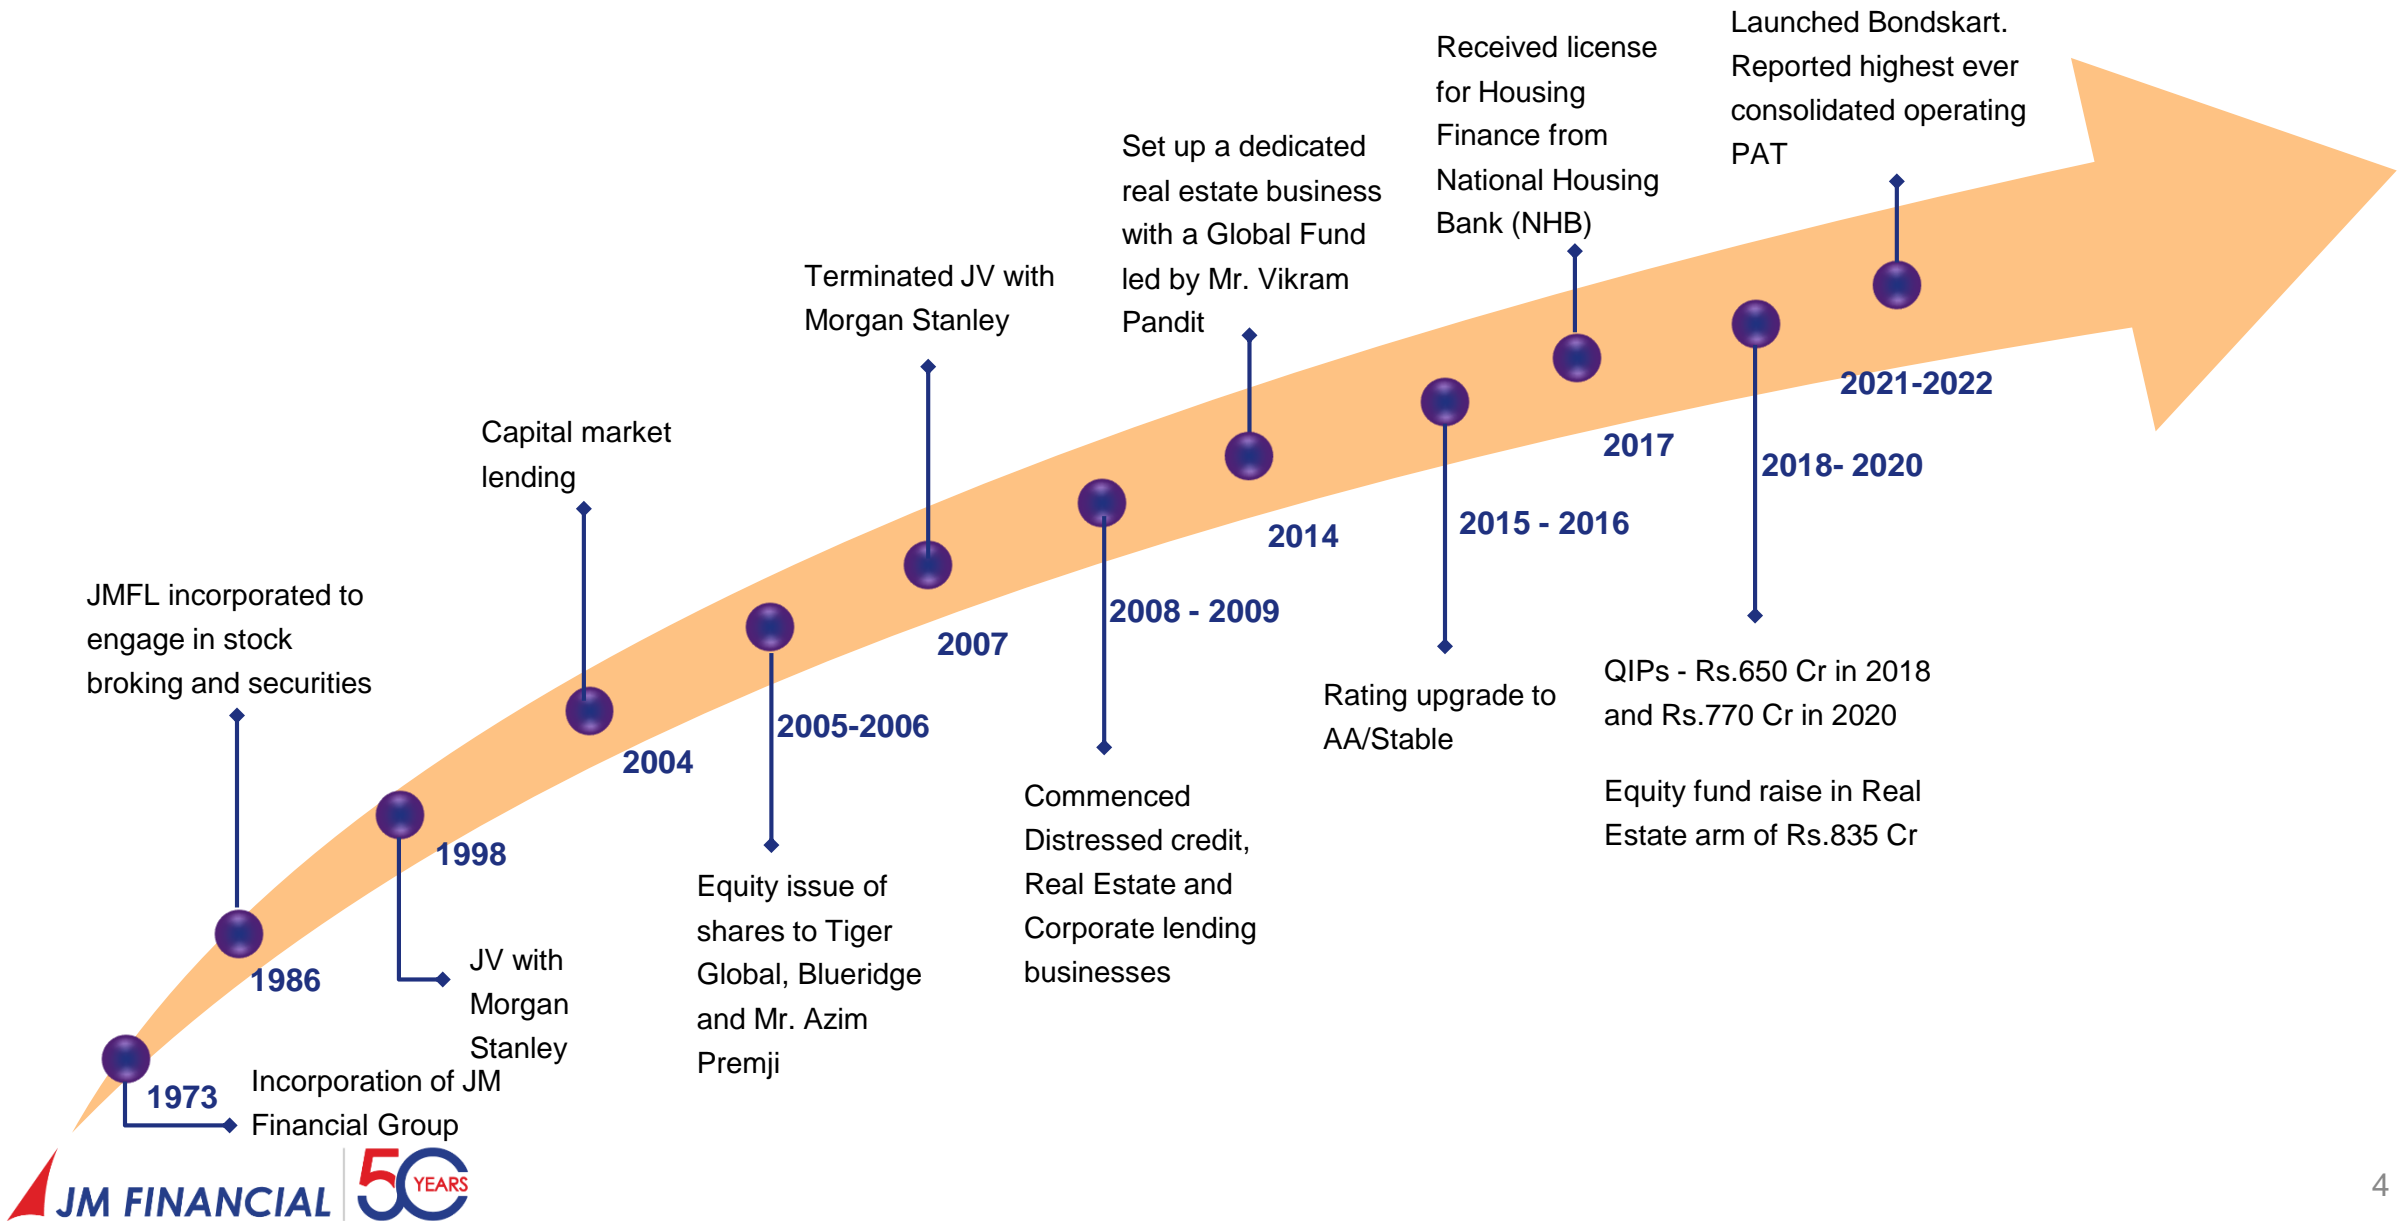 Launched Bondskart.
Reported highest ever
consolidated operating
PAT
Received license
for Housing
Finance from
National Housing
Bank (NHB)
Set up a dedicated
real estate business
with a Global Fund
led by Mr. Vikram
Pandit
Terminated JV with
Morgan Stanley
Capital market
lending
JMFL incorporated to
engage in stock
broking and securities
2021-2022
2018- 2020
2017
2015 - 2016
2014
2008 - 2009
2007
2005-2006
2004
1998
1986
1973
Incorporation of JM
Financial Group
JV with
Morgan
Stanley
Equity issue of
shares to Tiger
Global, Blueridge
and Mr. Azim
Premji
Commenced
Distressed credit,
Real Estate and
Corporate lending
businesses
Rating upgrade to
AA/Stable
QIPs - Rs.650 Cr in 2018
and Rs.770 Cr in 2020
Equity fund raise in Real
Estate arm of Rs.835 Cr
JM FINANCIAL
50 YEARS
4